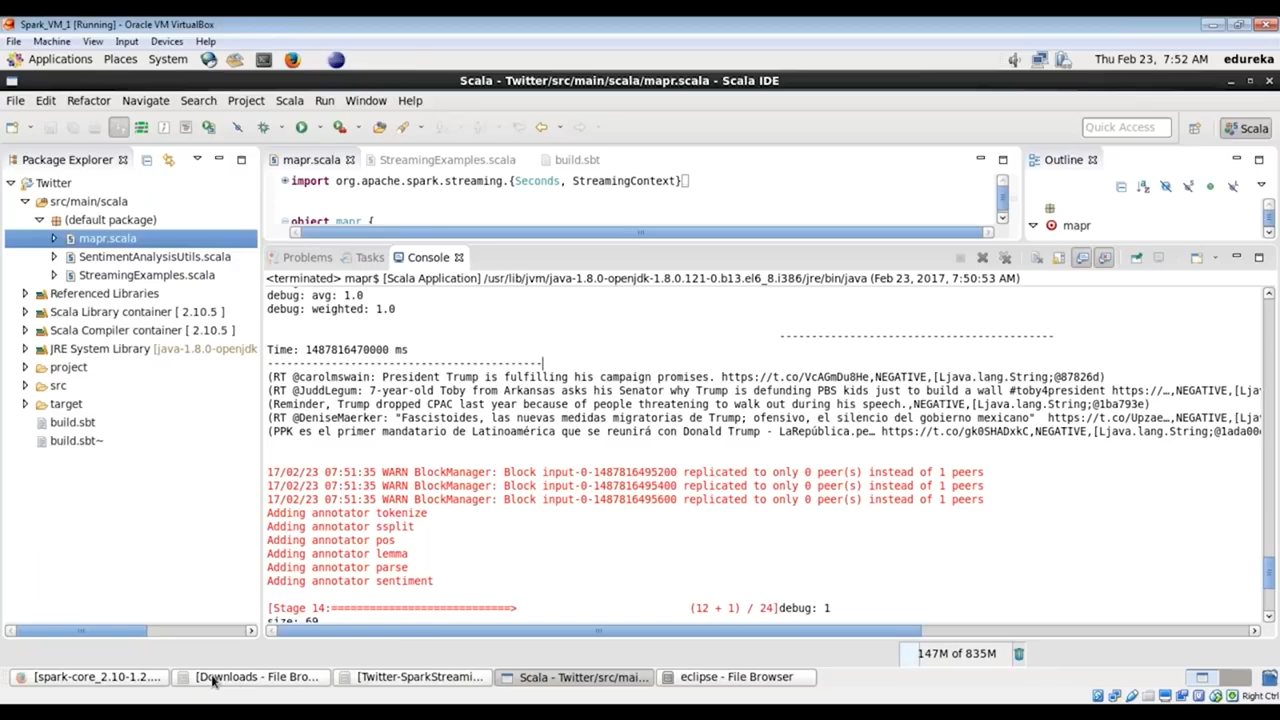 Spark_VM_1 [Running] - Oracle VM VirtualBox
File Machine View Input Devices Help
Applications Places System Thu Feb 23, 7:52 AM edureka
Scala - Twitter/src/main/scala/mapr.scala - Scala IDE
File Edit Refactor Navigate Search Project Scala Run Window Help
Quick Access Scala
Package Explorer
Twitter
src/main/scala
(default package)
mapr.scala
SentimentAnalysisUtils.scala
StreamingExamples.scala
Referenced Libraries
Scala Library container [ 2.10.5 ]
Scala Compiler container [ 2.10.5 ]
JRE System Library [java-1.8.0-openjdk
project
src
target
build.sbt
build.sbt~
mapr.scala StreamingExamples.scala build.sbt
import org.apache.spark.streaming.{Seconds, StreamingContext}
object mapr {
Outline
mapr
Problems Tasks Console
<terminated> mapr$ [Scala Application] /usr/lib/jvm/java-1.8.0-openjdk-1.8.0.121-0.b13.el6_8.i386/jre/bin/java (Feb 23, 2017, 7:50:53 AM)
debug: avg: 1.0
debug: weighted: 1.0
-------------------------------------------
Time: 1487816470000 ms
-------------------------------------------
(RT @carolmswain: President Trump is fulfilling his campaign promises. https://t.co/VcAGmDu8He,NEGATIVE,[Ljava.lang.String;@87826d)
(RT @JuddLegum: 7-year-old Toby from Arkansas asks his Senator why Trump is defunding PBS kids just to build a wall #toby4president https://…,NEGATIVE,[Ljav
(Reminder, Trump dropped CPAC last year because of people threatening to walk out during his speech.,NEGATIVE,[Ljava.lang.String;@1ba793e)
(RT @DeniseMaerker: "Fascistoides, las nuevas medidas migratorias de Trump; ofensivo, el silencio del gobierno mexicano" https://t.co/Upzae…,NEGATIVE,[Ljava
(PPK es el primer mandatario de Latinoamérica que se reunirá con Donald Trump - LaRepública.pe… https://t.co/gk0SHADxkC,NEGATIVE,[Ljava.lang.String;@1ada00
17/02/23 07:51:35 WARN BlockManager: Block input-0-1487816495200 replicated to only 0 peer(s) instead of 1 peers
17/02/23 07:51:35 WARN BlockManager: Block input-0-1487816495400 replicated to only 0 peer(s) instead of 1 peers
17/02/23 07:51:35 WARN BlockManager: Block input-0-1487816495600 replicated to only 0 peer(s) instead of 1 peers
Adding annotator tokenize
Adding annotator ssplit
Adding annotator pos
Adding annotator lemma
Adding annotator parse
Adding annotator sentiment
[Stage 14:============================> (12 + 1) / 24]debug: 1
size: 69
147M of 835M
[spark-core_2.10-1.2.... [Downloads - File Bro... [Twitter-SparkStreami... Scala - Twitter/src/mai... eclipse - File Browser
Right Ctrl